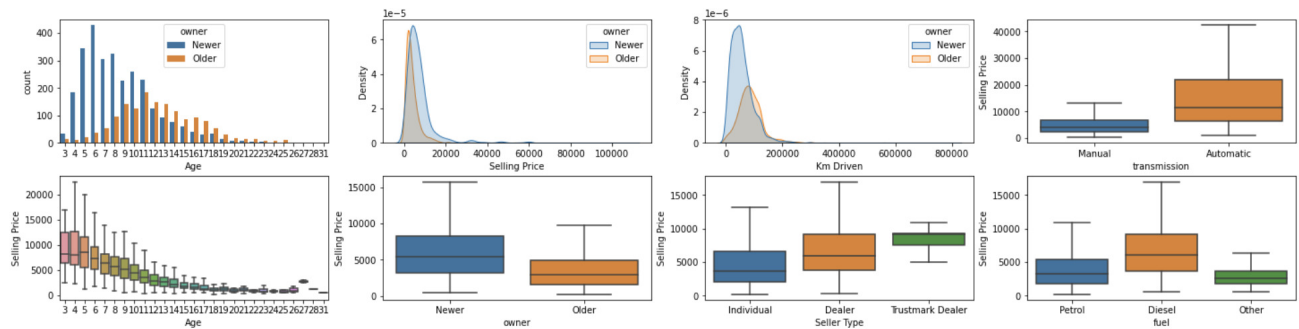 owner
Newer
Older
400
300
200
100
0
count
3 4 5 6 7 8 9 10 11 12 13 14 15 16 17 18 19 20 21 22 23 24 25 26 27 28 31
Age
1e-5
owner
Newer
Older
6
4
2
0
Density
0 20000 40000 60000 80000 100000
Selling Price
1e-6
owner
Newer
Older
8
6
4
2
0
Density
0 200000 400000 600000 800000
Km Driven
40000
30000
20000
10000
0
Selling Price
Manual Automatic
transmission
20000
15000
10000
5000
0
Selling Price
3 4 5 6 7 8 9 10 11 12 13 14 15 16 17 18 19 20 21 22 23 24 25 26 27 28 31
Age
15000
10000
5000
0
Selling Price
Newer Older
owner
15000
10000
5000
0
Selling Price
Individual Dealer Trustmark Dealer
Seller Type
15000
10000
5000
0
Selling Price
Petrol Diesel Other
fuel